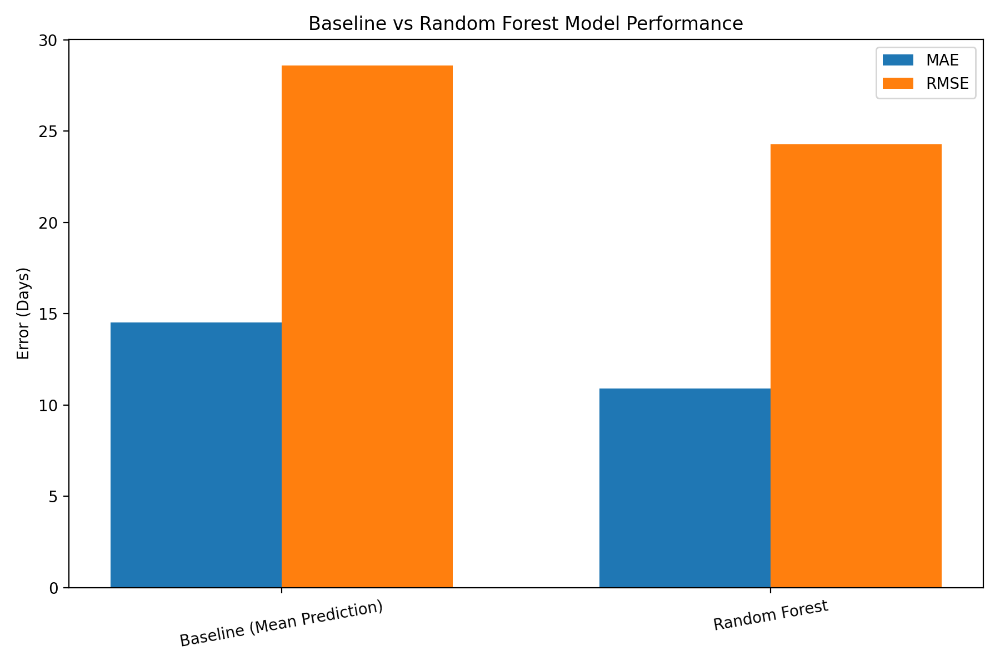 Baseline vs Random Forest Model Performance
MAE
RMSE
Error (Days)
30
25
20
15
10
5
0
Baseline (Mean Prediction)
Random Forest